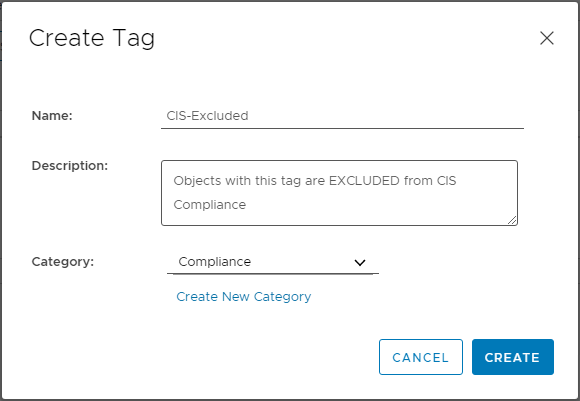 Create Tag
Name:
CIS-Excluded
Description:
Objects with this tag are EXCLUDED from CIS
Compliance
Category:
Compliance
Create New Category
CANCEL
CREATE